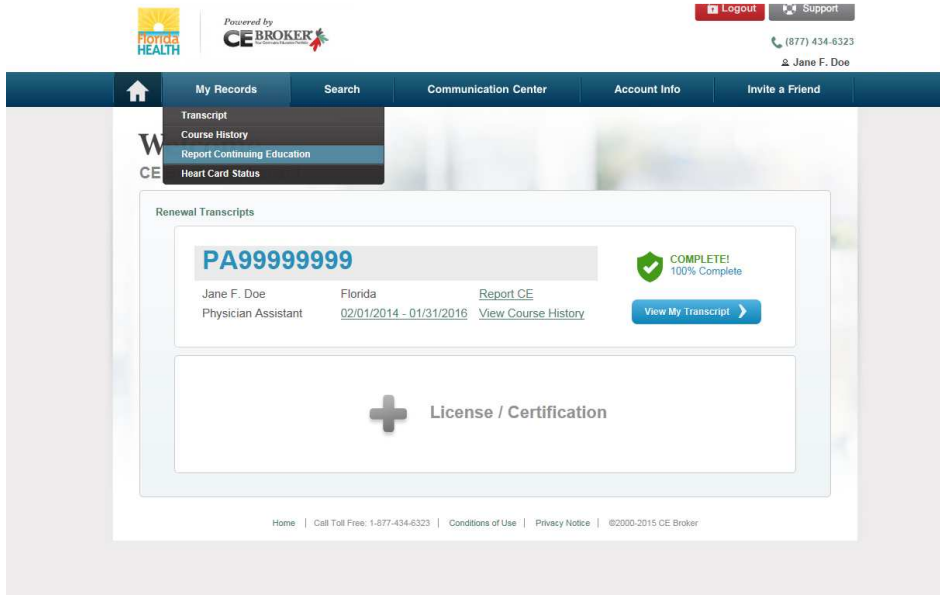 Logout
Support
Florida
HEALTH
Powered by
CE BROKER
(877) 434-6323
Jane F. Doe
My Records
Search
Communication Center
Account Info
Invite a Friend
Transcript
Course History
Report Continuing Education
Heart Card Status
W
CE
Renewal Transcripts
PA99999999
COMPLETE!
100% Complete
Jane F. Doe
Florida
Report CE
Physician Assistant
02/01/2014 - 01/31/2016
View Course History
View My Transcript
License / Certification
Home | Call Toll Free: 1-877-434-6323 | Conditions of Use | Privacy Notice | ©2000-2015 CE Broker